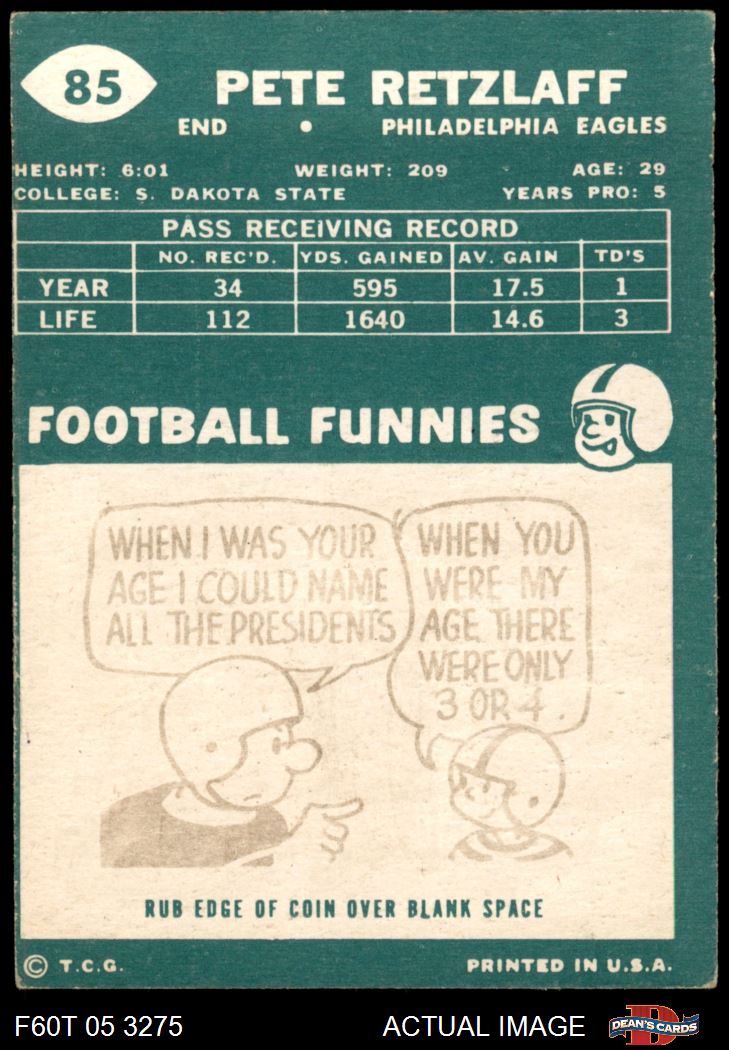 85
PETE RETZLAFF
END • PHILADELPHIA EAGLES
HEIGHT: 6:01 WEIGHT: 209 AGE: 29
COLLEGE: S. DAKOTA STATE YEARS PRO: 5
PASS RECEIVING RECORD
NO. REC'D. YDS. GAINED AV. GAIN TD'S
YEAR 34 595 17.5 1
LIFE 112 1640 14.6 3
FOOTBALL FUNNIES
WHEN I WAS YOUR
AGE I COULD NAME
ALL THE PRESIDENTS
WHEN YOU
WERE MY
AGE THERE
WERE ONLY
3 OR 4.
RUB EDGE OF COIN OVER BLANK SPACE
© T.C.G. PRINTED IN U.S.A.
F60T 05 3275 ACTUAL IMAGE
D
DEAN'S CARDS